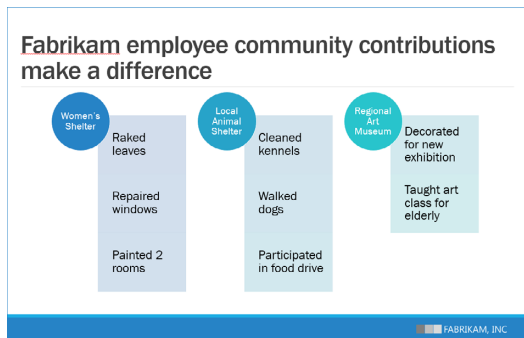 Fabrikam employee community contributions
make a difference
Women's
Shelter
Raked
leaves
Repaired
windows
Painted 2
rooms
Local
Animal
Shelter
Cleaned
kennels
Walked
dogs
Participated
in food drive
Regional
Art
Museum
Decorated
for new
exhibition
Taught art
class for
elderly
FABRIKAM, INC